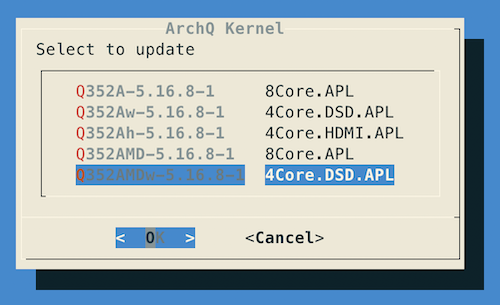 ArchQ Kernel
Select to update
Q352A-5.16.8-1 8Core.APL
Q352Aw-5.16.8-1 4Core.DSD.APL
Q352Ah-5.16.8-1 4Core.HDMI.APL
Q352AMD-5.16.8-1 8Core.APL
Q352AMDw-5.16.8-1 4Core.DSD.APL
< OK > <Cancel>